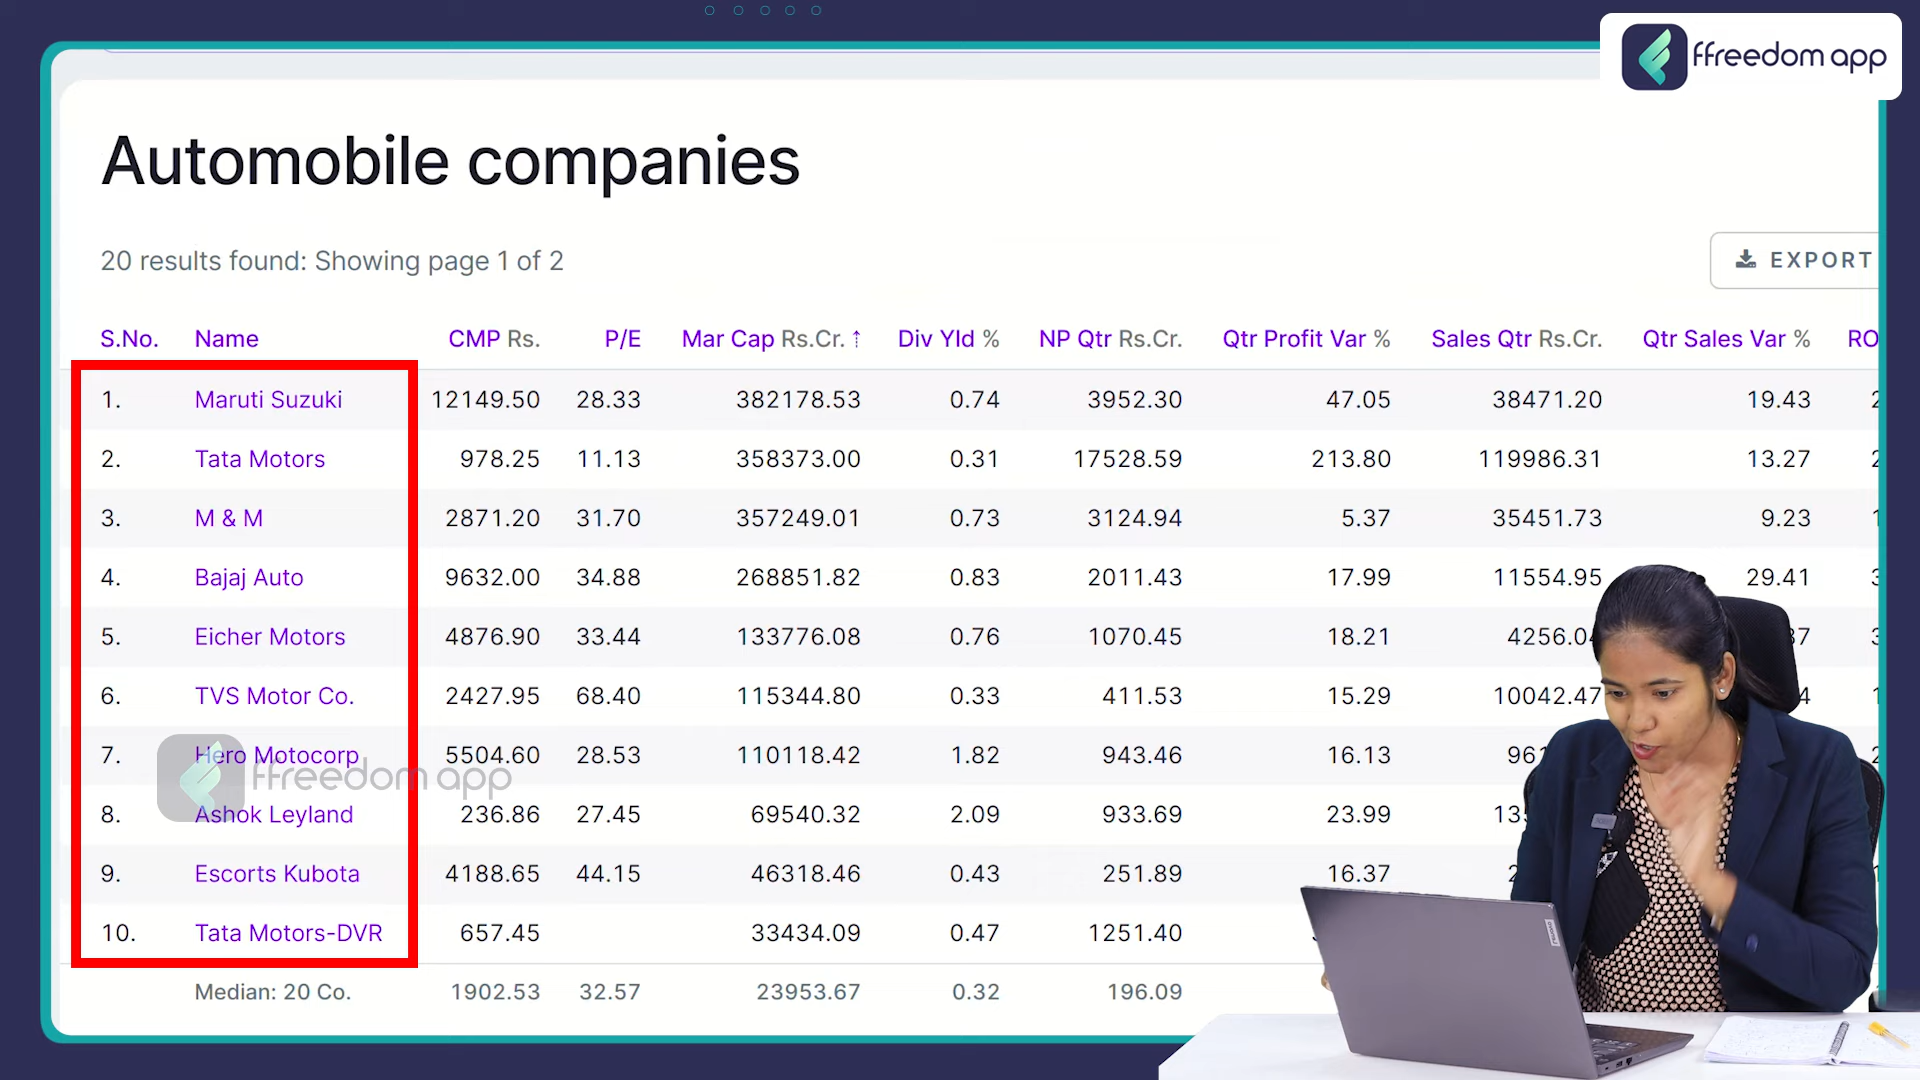 ffreedom app
Automobile companies
20 results found: Showing page 1 of 2
EXPORT
S.No. Name CMP Rs. P/E Mar Cap Rs.Cr. ↑ Div Yld % NP Qtr Rs.Cr. Qtr Profit Var % Sales Qtr Rs.Cr. Qtr Sales Var %
1. Maruti Suzuki 12149.50 28.33 382178.53 0.74 3952.30 47.05 38471.20 19.43
2. Tata Motors 978.25 11.13 358373.00 0.31 17528.59 213.80 119986.31 13.27
3. M & M 2871.20 31.70 357249.01 0.73 3124.94 5.37 35451.73 9.23
4. Bajaj Auto 9632.00 34.88 268851.82 0.83 2011.43 17.99 11554.95 29.41
5. Eicher Motors 4876.90 33.44 133776.08 0.76 1070.45 18.21
6. TVS Motor Co. 2427.95 68.40 115344.80 0.33 411.53 15.29 10042.47
7. Hero Motocorp 5504.60 28.53 110118.42 1.82 943.46 16.13
ffreedom app
8. Ashok Leyland 236.86 27.45 69540.32 2.09 933.69 23.99
9. Escorts Kubota 4188.65 44.15 46318.46 0.43 251.89 16.37
10. Tata Motors-DVR 657.45 33434.09 0.47 1251.40
Median: 20 Co. 1902.53 32.57 23953.67 0.32 196.09